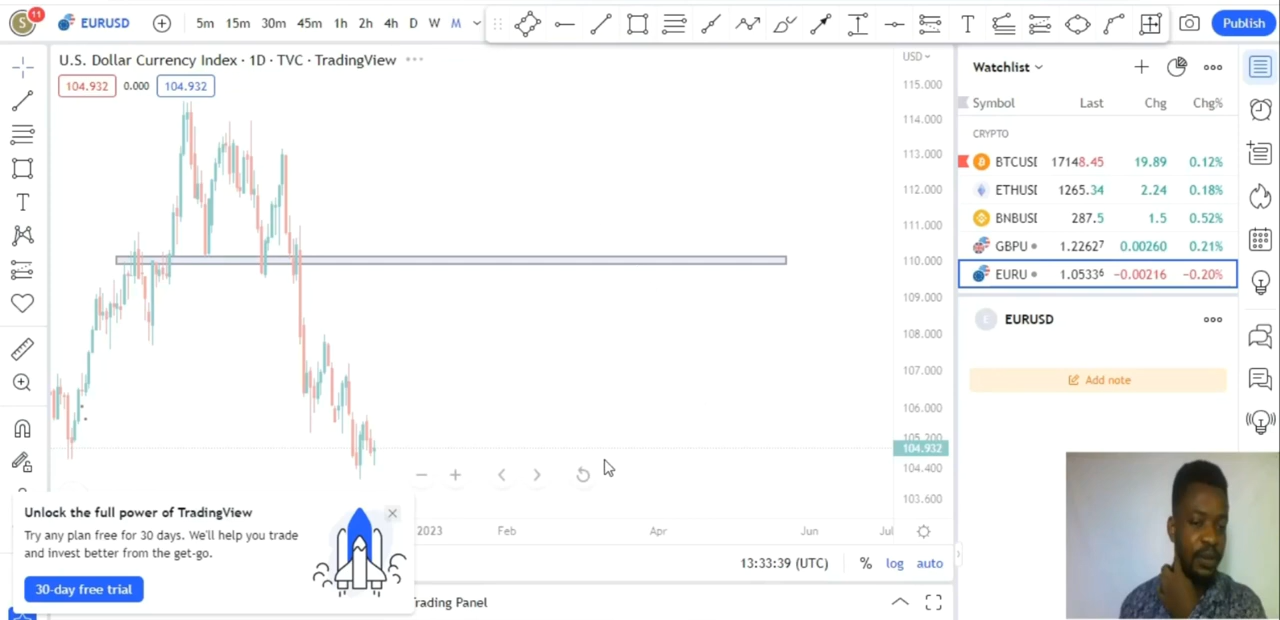 S 11 EURUSD 5m 15m 30m 45m 1h 2h 4h D W M T Publish
U.S. Dollar Currency Index · 1D · TVC · TradingView
104.932 0.000 104.932
USD
115.000
114.000
113.000
112.000
111.000
110.000
109.000
108.000
107.000
106.000
105.200
104.932
104.400
103.600
2023 Feb Apr Jun Jul
13:33:39 (UTC) % log auto
Trading Panel
T
Unlock the full power of TradingView
Try any plan free for 30 days. We'll help you trade
and invest better from the get-go.
30-day free trial
Watchlist
Symbol Last Chg Chg%
CRYPTO
BTCUSI 17148.45 19.89 0.12%
ETHUSI 1265.34 2.24 0.18%
BNBUSI 287.5 1.5 0.52%
GBPU 1.22627 0.00260 0.21%
EURU 1.05336 −0.00216 −0.20%
E EURUSD
Add note